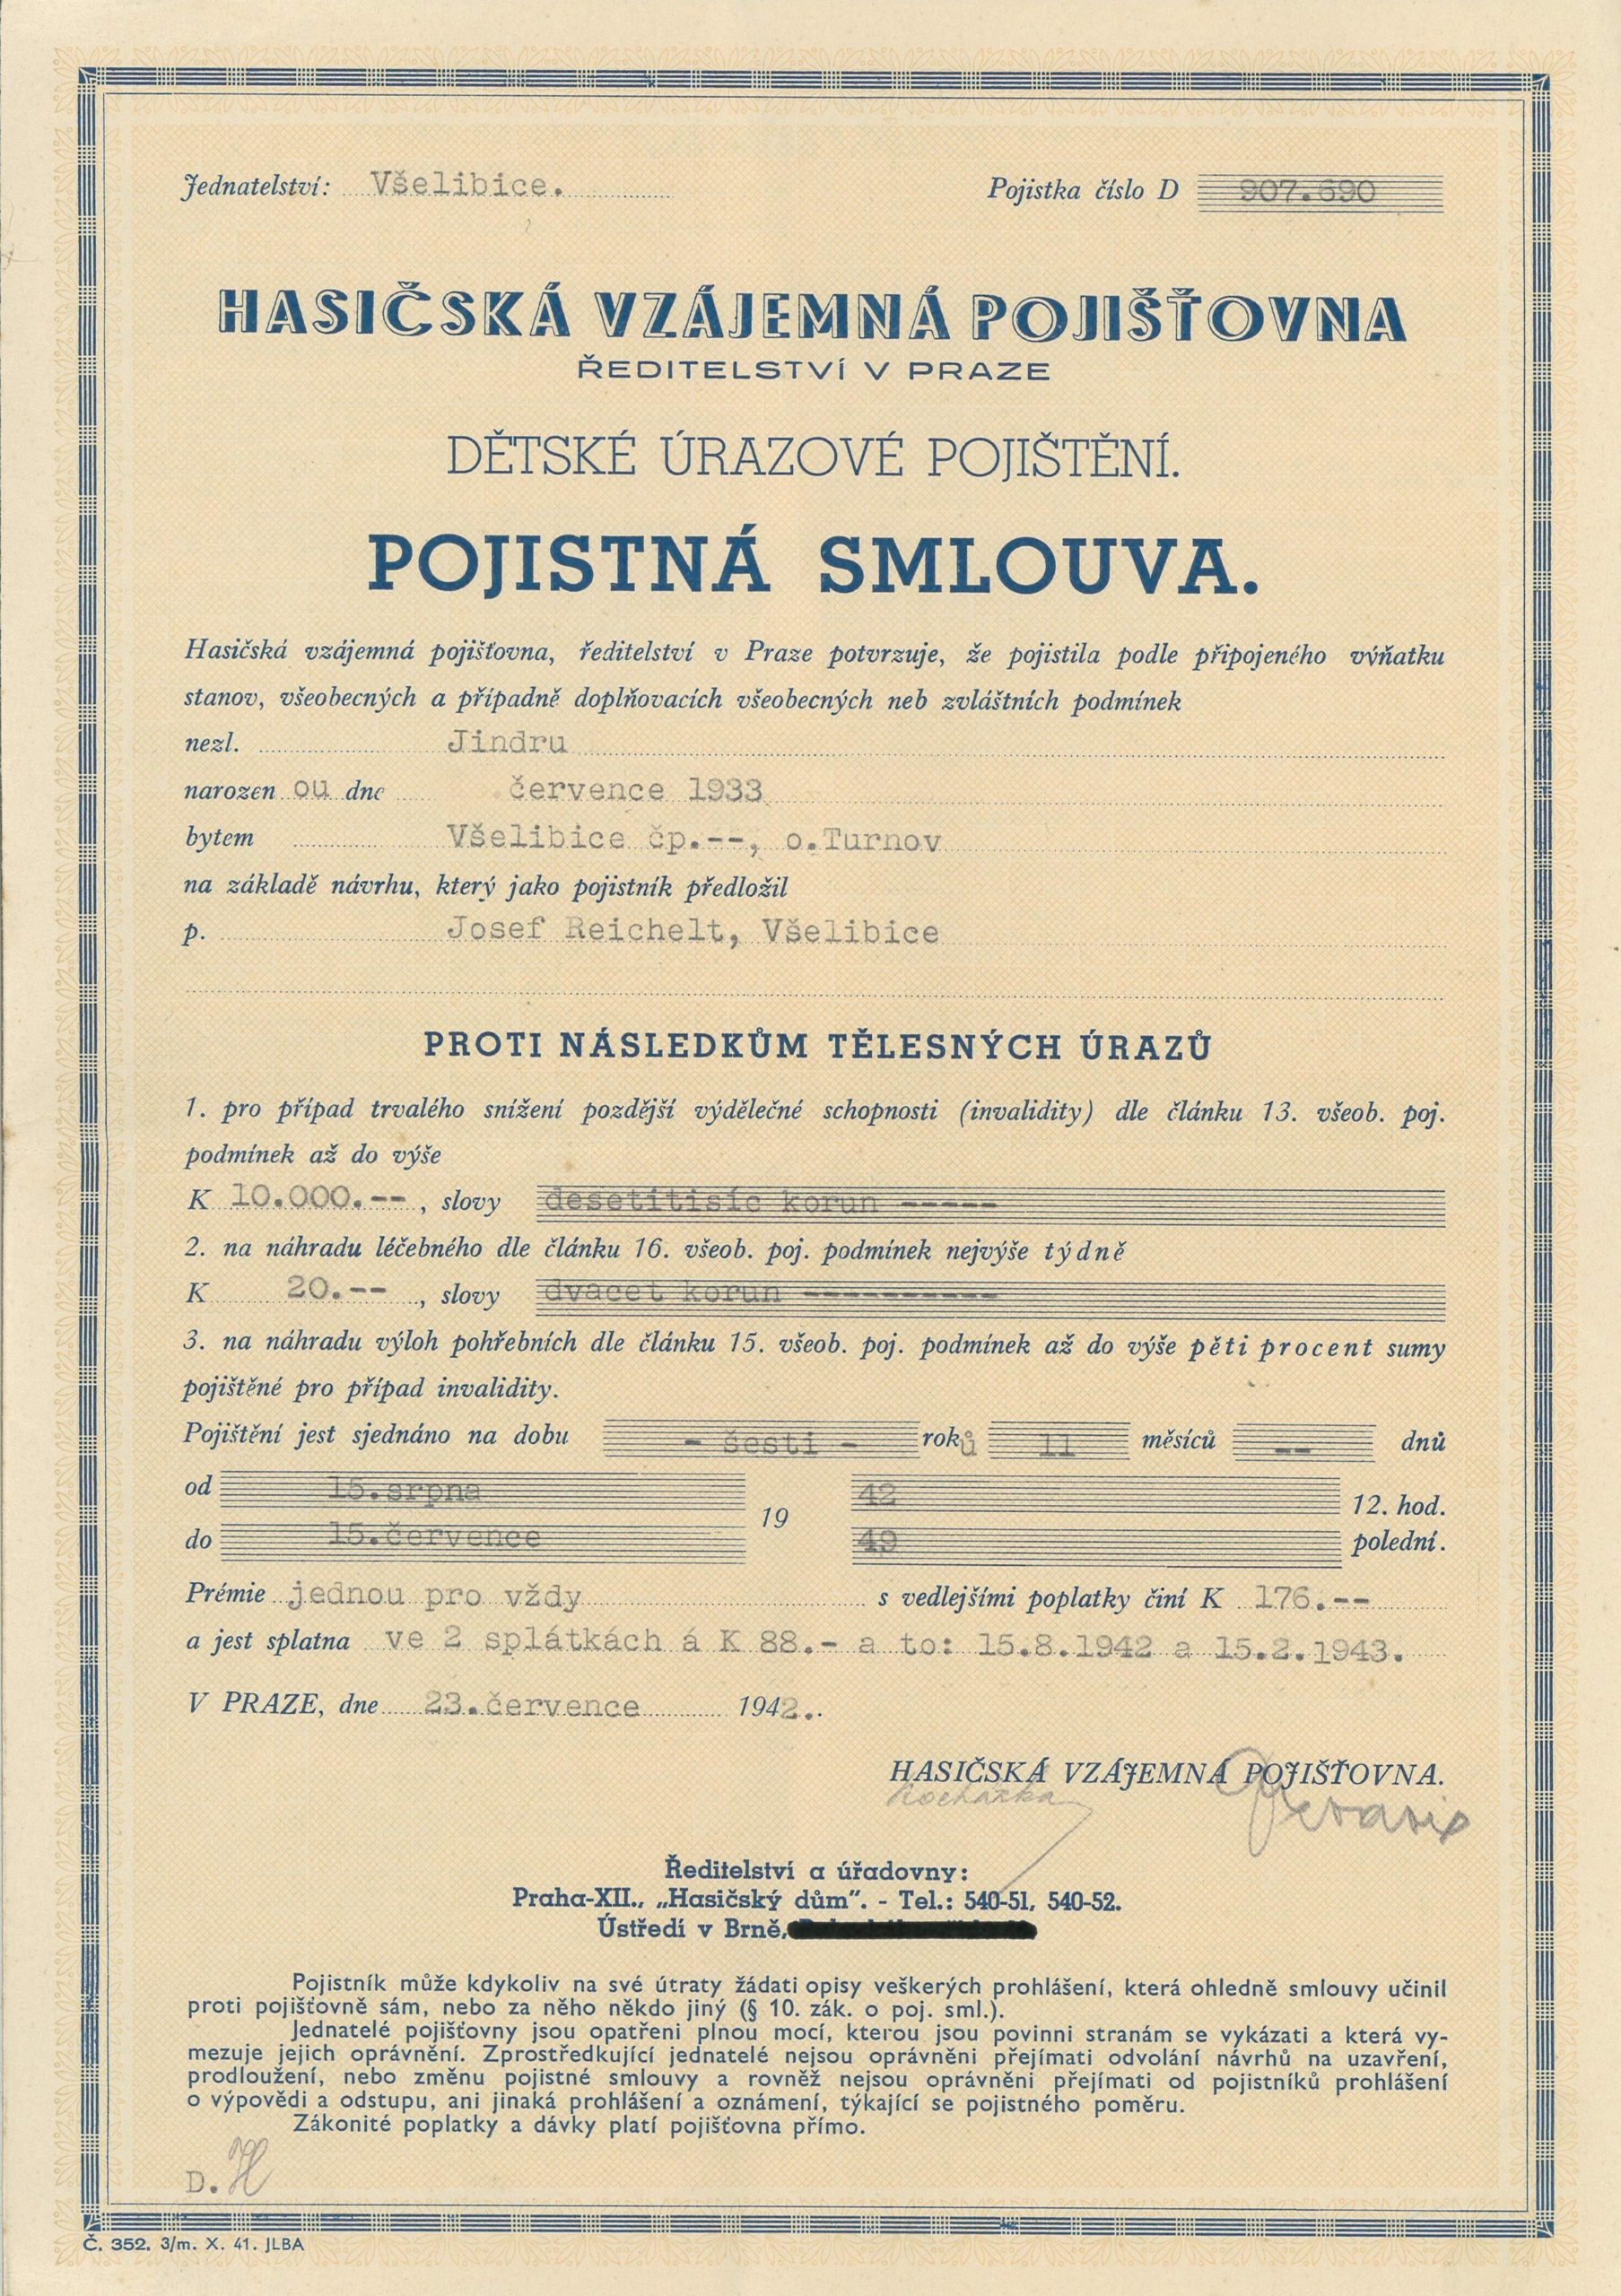 Jednatelství: Všelibice.
Pojistka číslo D 907.690
HASIČSKÁ VZÁJEMNÁ POJIŠŤOVNA
ŘEDITELSTVÍ V PRAZE
DĚTSKÉ ÚRAZOVÉ POJIŠTĚNÍ.
POJISTNÁ SMLOUVA.
Hasičská vzájemná pojišťovna, ředitelství v Praze potvrzuje, že pojistila podle připojeného výňatku
stanov, všeobecných a případně doplňovacích všeobecných neb zvláštních podmínek
nezl. Jindru
narozen ou dne července 1933
bytem Všelibice čp.--, o.Turnov
na základě návrhu, který jako pojistník předložil
p. Josef Reichelt, Všelibice
PROTI NÁSLEDKŮM TĚLESNÝCH ÚRAZŮ
1. pro případ trvalého snížení pozdější výdělečné schopnosti (invalidity) dle článku 13. všeob. poj.
podmínek až do výše
K 10.000.-- , slovy desetitisíc korun -----
2. na náhradu léčebného dle článku 16. všeob. poj. podmínek nejvýše týdně
K 20.-- , slovy dvacet korun ----------
3. na náhradu výloh pohřebních dle článku 15. všeob. poj. podmínek až do výše pěti procent sumy
pojištěné pro případ invalidity.
Pojištění jest sjednáno na dobu - šesti - roků 11 měsíců -- dnů
od 15.srpna 19 42 12. hod.
do 15.července 49 polední.
Prémie jednou pro vždy s vedlejšími poplatky činí K 176.--
a jest splatna ve 2 splátkách á K 88.- a to: 15.8.1942 a 15.2.1943.
V PRAZE, dne 23.července 1942.
HASIČSKÁ VZÁJEMNÁ POJIŠŤOVNA.
Ředitelství a úřadovny:
Praha-XII., „Hasičský dům". - Tel.: 540-51, 540-52.
Ústředí v Brně,
Pojistník může kdykoliv na své útraty žádati opisy veškerých prohlášení, která ohledně smlouvy učinil
proti pojišťovně sám, nebo za něho někdo jiný (§ 10. zák. o poj. sml.).
Jednatelé pojišťovny jsou opatřeni plnou mocí, kterou jsou povinni stranám se vykázati a která vy-
mezuje jejich oprávnění. Zprostředkující jednatelé nejsou oprávněni přejímati odvolání návrhů na uzavření,
prodloužení, nebo změnu pojistné smlouvy a rovněž nejsou oprávněni přejímati od pojistníků prohlášení
o výpovědi a odstupu, ani jinaká prohlášení a oznámení, týkající se pojistného poměru.
Zákonité poplatky a dávky platí pojišťovna přímo.
D.
Č. 352. 3/m. X. 41. JLBA